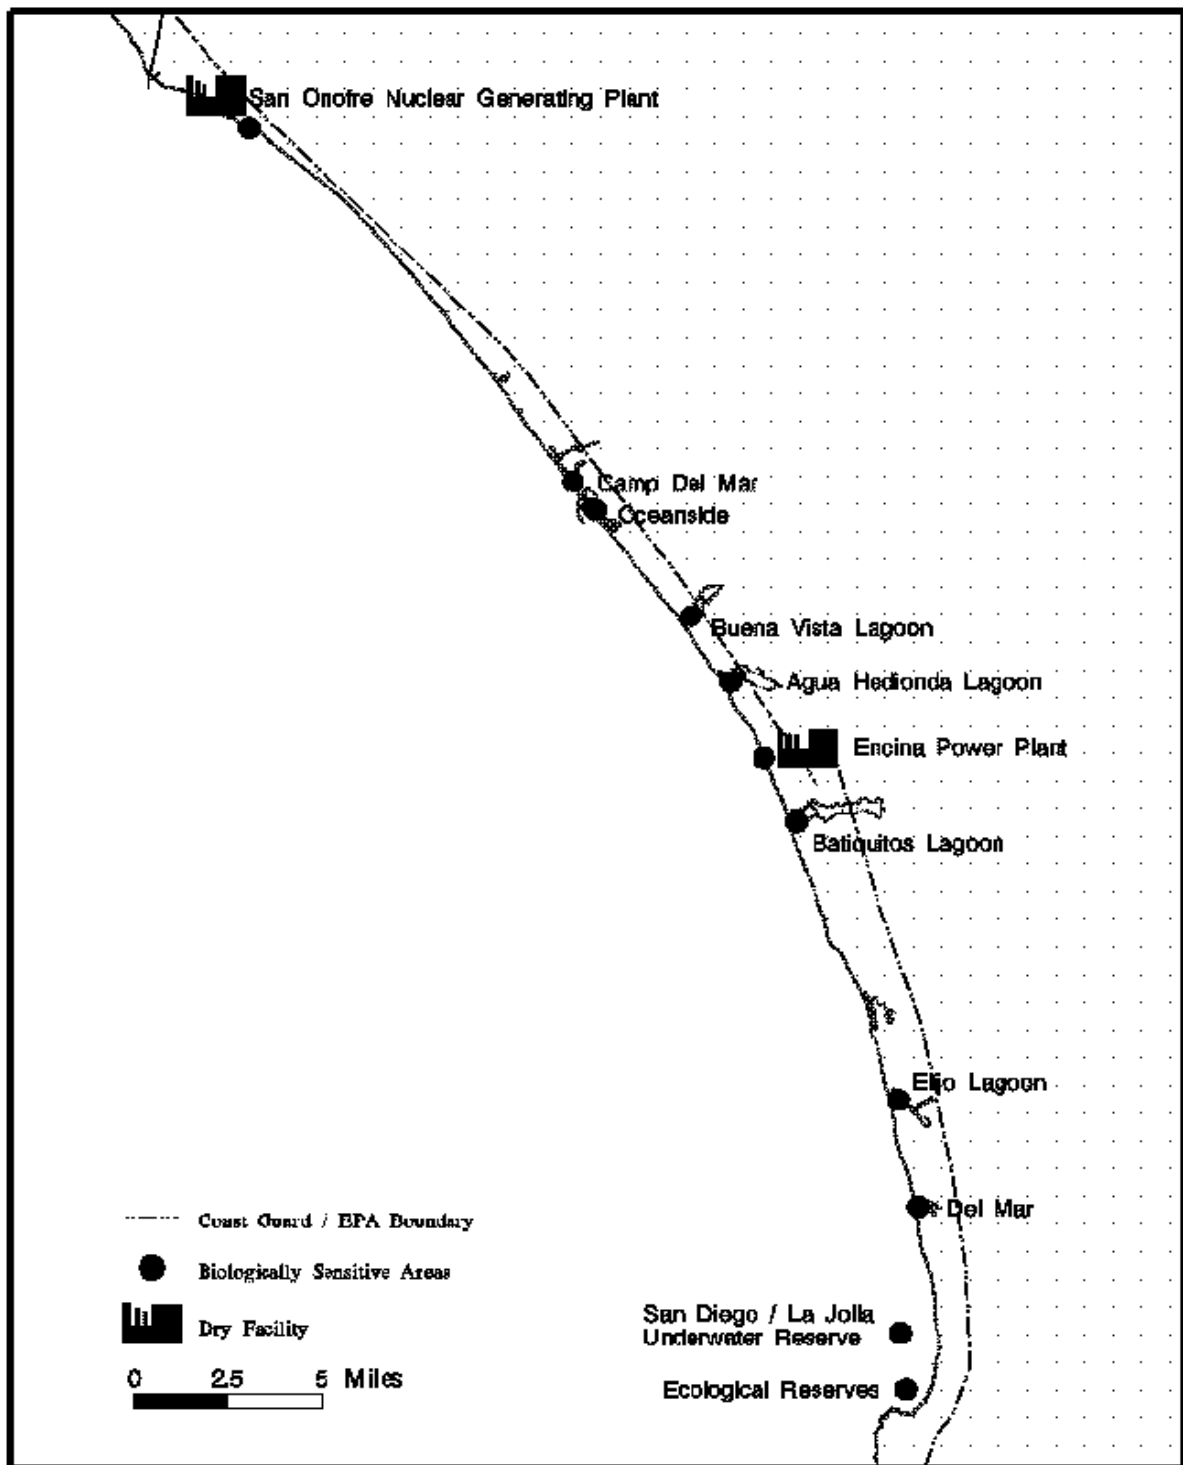 San Onofre Nuclear Generating Plant
Camp Del Mar
Oceanside
Buena Vista Lagoon
Agua Hedionda Lagoon
Encina Power Plant
Batiquitos Lagoon
Elijo Lagoon
Del Mar
Coast Guard / EPA Boundary
Biologically Sensitive Areas
Dry Facility
0 2.5 5 Miles
San Diego / La Jolla
Underwater Reserve
Ecological Reserves